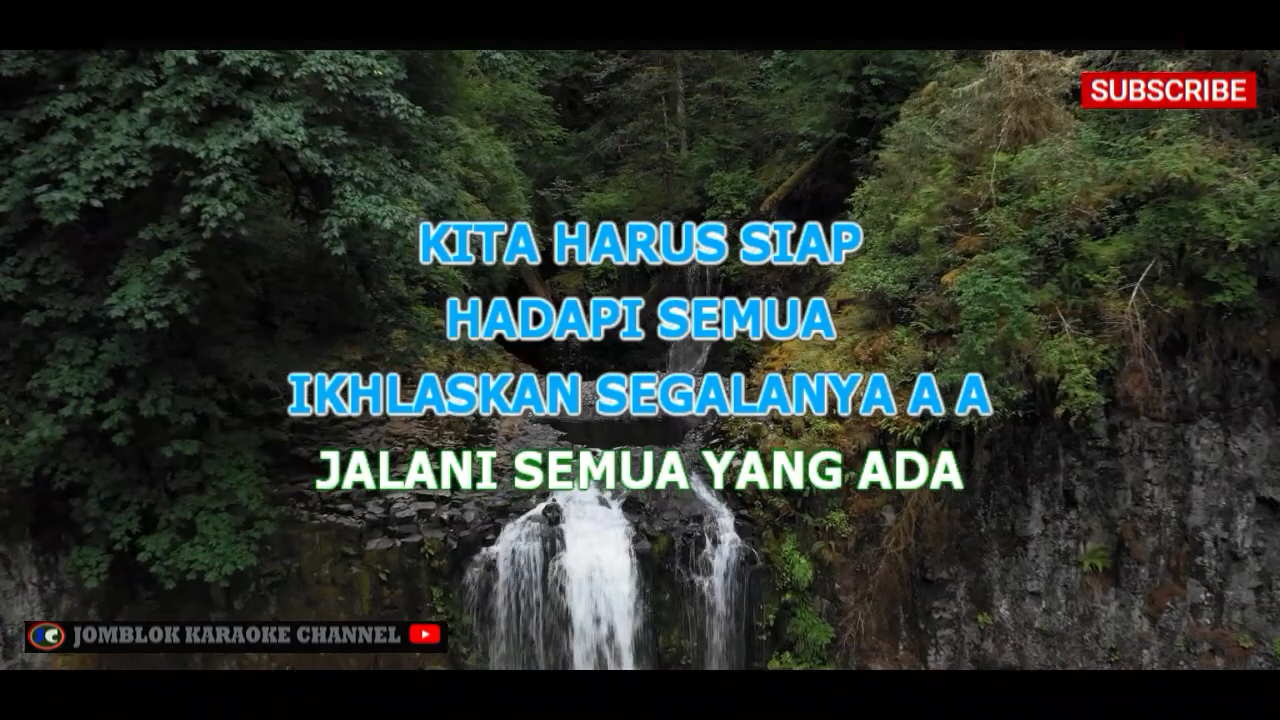 SUBSCRIBE
KITA HARUS SIAP
HADAPI SEMUA
IKHLASKAN SEGALANYA A A
JALANI SEMUA YANG ADA
JOMBLOK KARAOKE CHANNEL